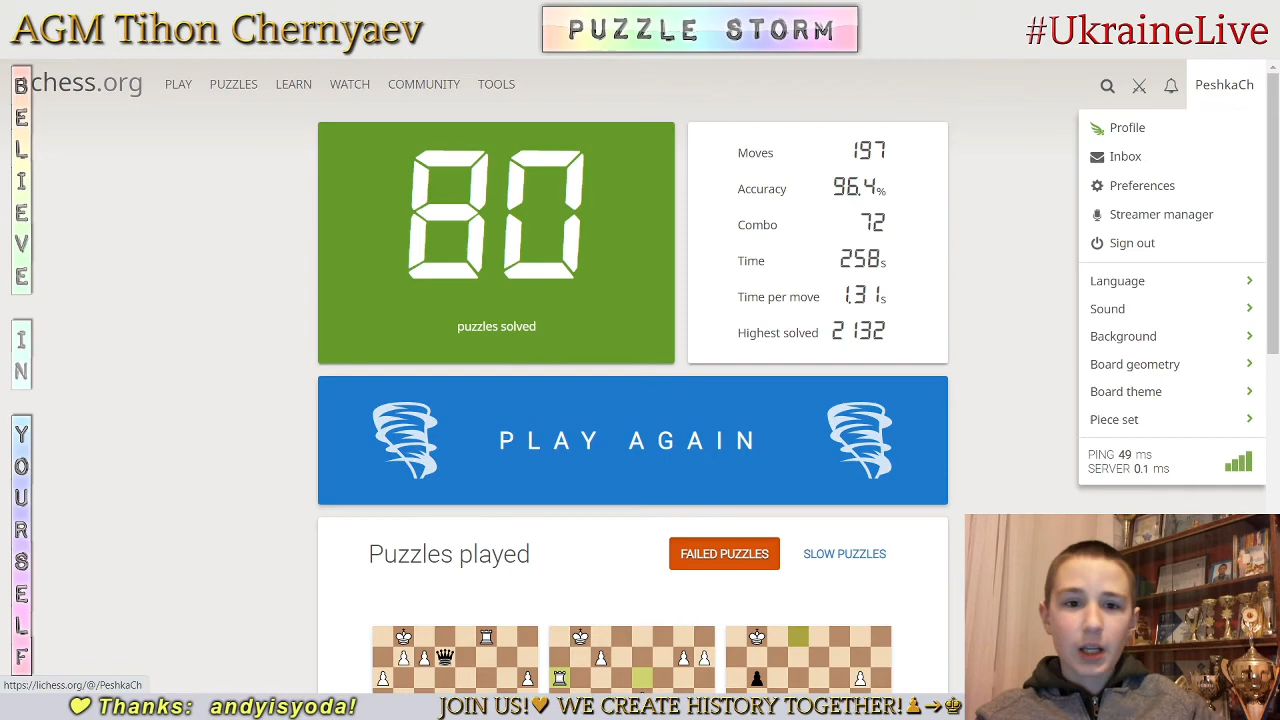 AGM Tihon Chernyaev
PUZZLE STORM
#UkraineLive
lichess.org
PLAY
PUZZLES
LEARN
WATCH
COMMUNITY
TOOLS
PeshkaCh
BELIEVE
IN
YOURSELF
80
puzzles solved
Moves 197
Accuracy 96.4%
Combo 72
Time 258s
Time per move 1.31s
Highest solved 2132
Profile
Inbox
Preferences
Streamer manager
Sign out
Language
Sound
Background
Board geometry
Board theme
Piece set
PING 49 ms
SERVER 0.1 ms
PLAY AGAIN
Puzzles played
FAILED PUZZLES
SLOW PUZZLES
https://lichess.org/@/PeshkaCh
Thanks: andyisyoda!
JOIN US! WE CREATE HISTORY TOGETHER!